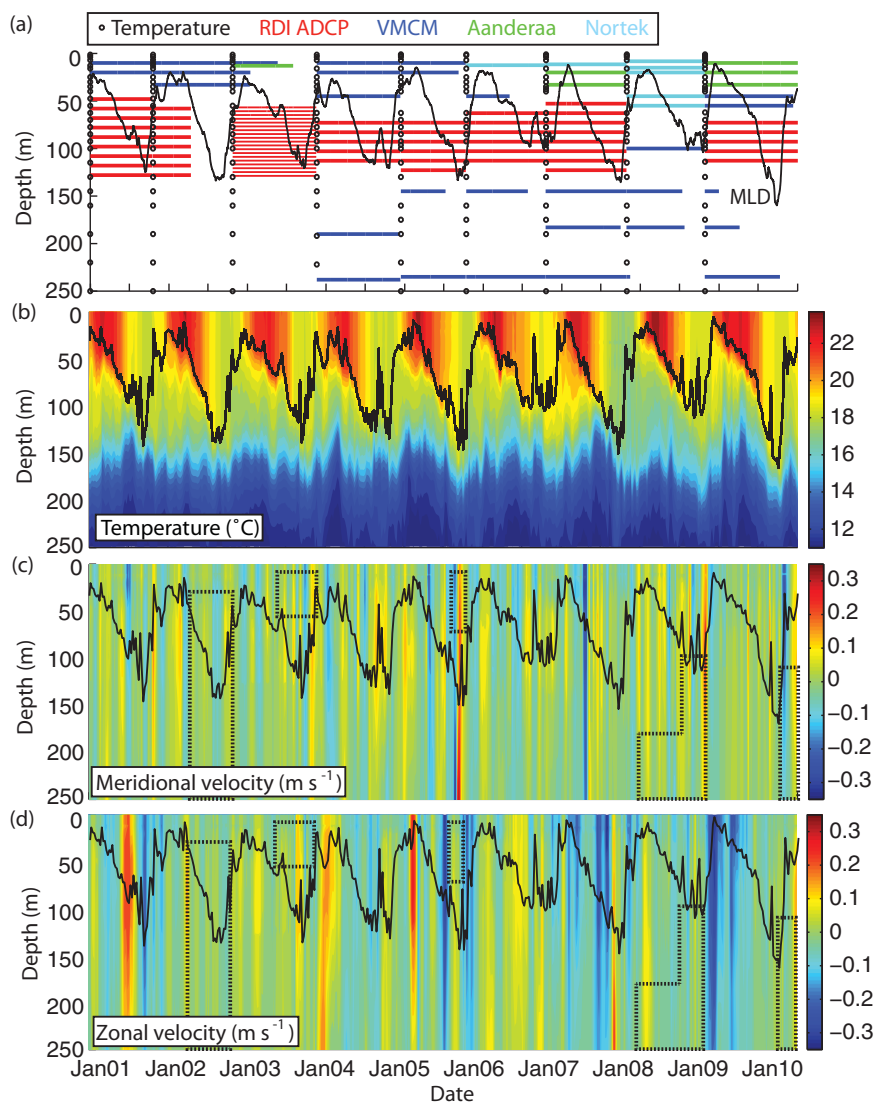 (a)
Temperature RDI ADCP VMCM Aanderaa Nortek
0
50
100
150
200
250
Depth (m)
MLD
(b)
0
50
100
150
200
250
Depth (m)
Temperature (˚C)
22
20
18
16
14
12
(c)
0
50
100
150
200
250
Depth (m)
Meridional velocity (m s⁻¹)
0.3
0.2
0.1
0
−0.1
−0.2
−0.3
(d)
0
50
100
150
200
250
Depth (m)
Zonal velocity (m s⁻¹)
0.3
0.2
0.1
0
−0.1
−0.2
−0.3
Jan01 Jan02 Jan03 Jan04 Jan05 Jan06 Jan07 Jan08 Jan09 Jan10
Date